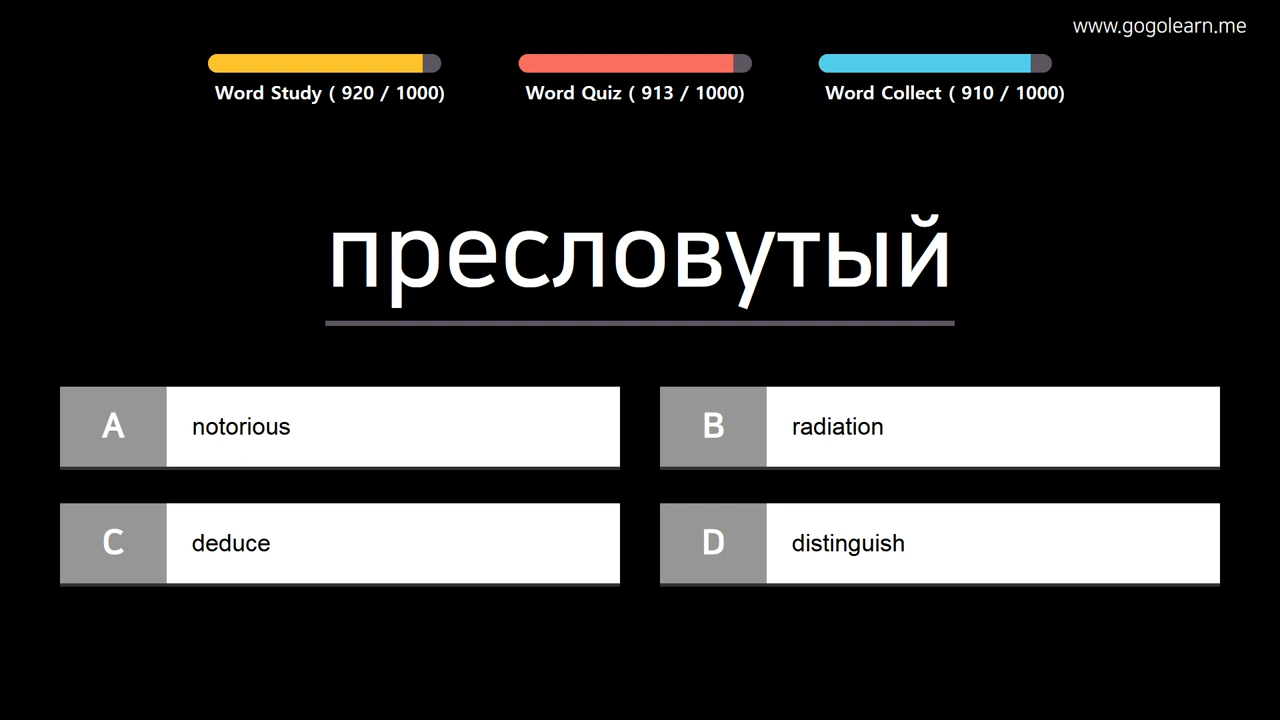 www.gogolearn.me
Word Study ( 920 / 1000)
Word Quiz ( 913 / 1000)
Word Collect ( 910 / 1000)
пресловутый
A notorious
B radiation
C deduce
D distinguish